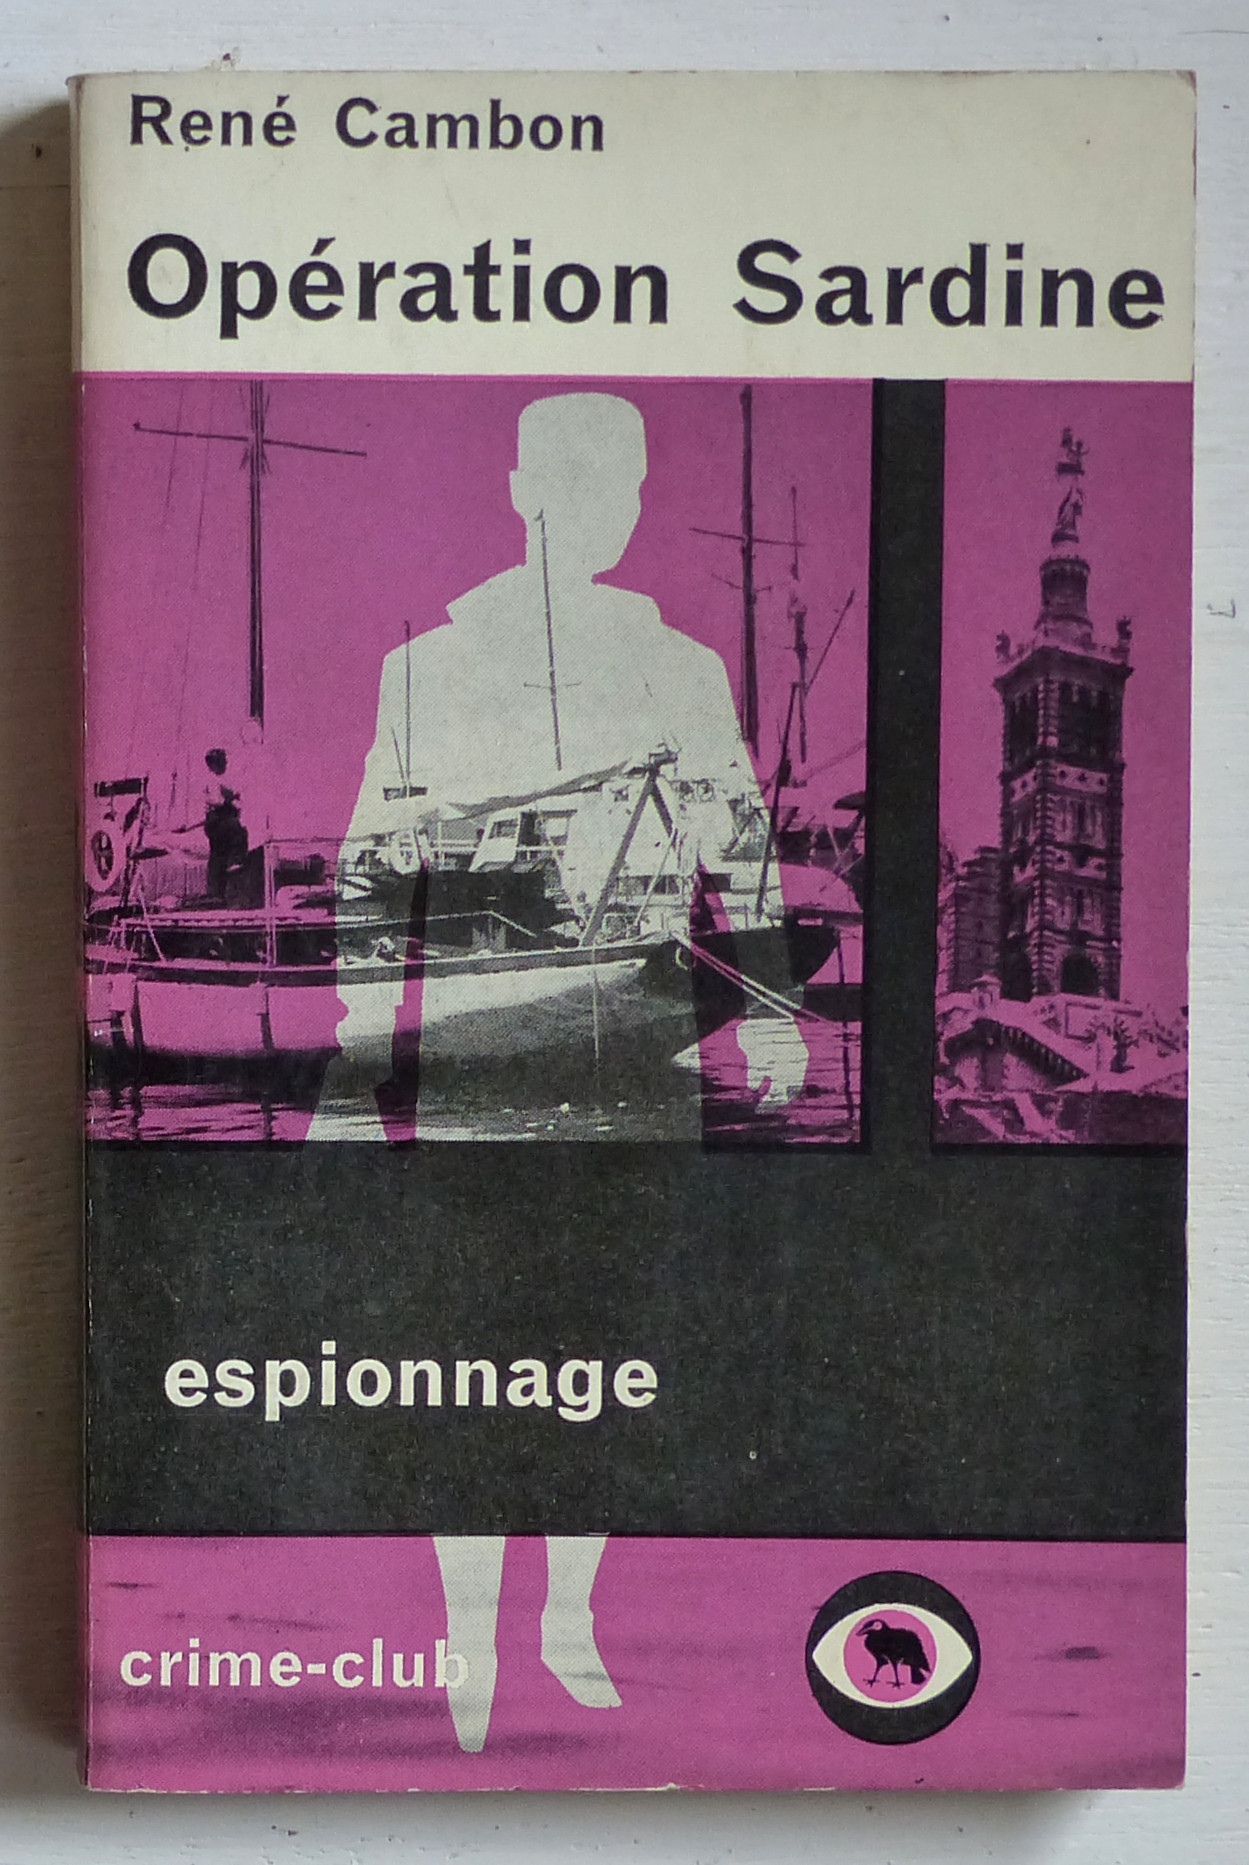 René Cambon
Opération Sardine
espionnage
crime-club